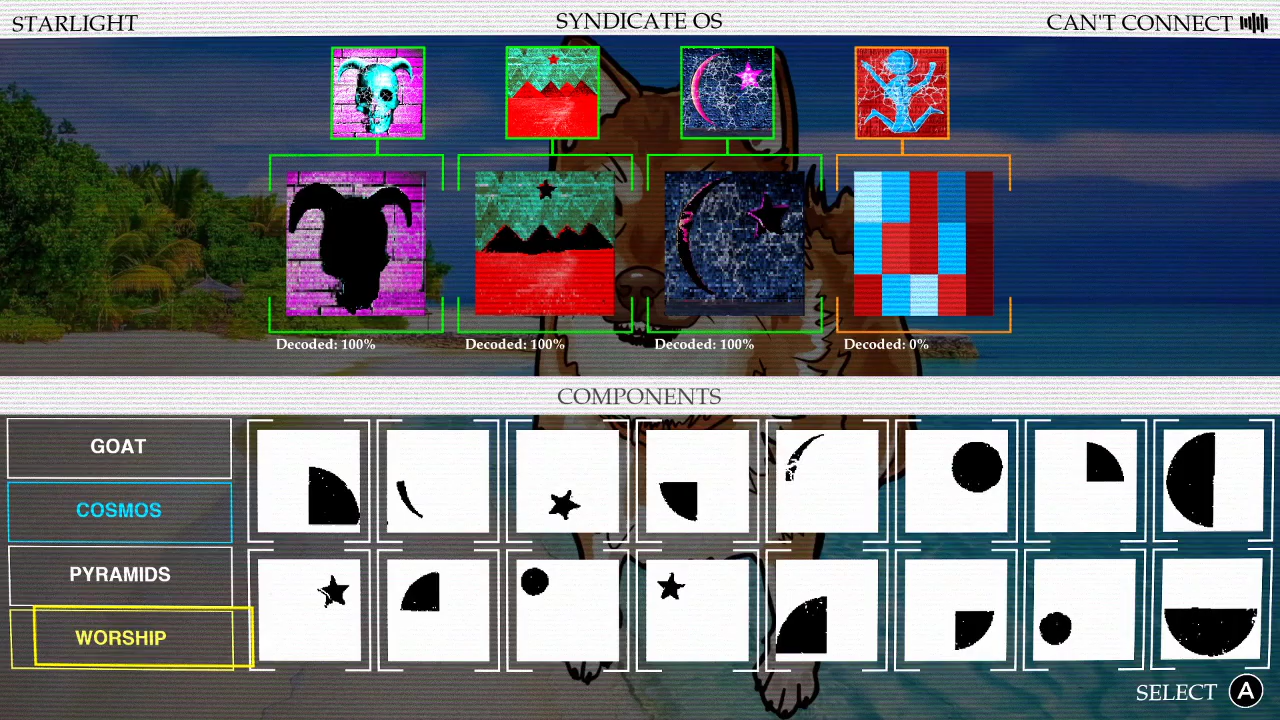 STARLIGHT
SYNDICATE OS
CAN'T CONNECT
Decoded: 100%
Decoded: 100%
Decoded: 100%
Decoded: 0%
COMPONENTS
GOAT
COSMOS
PYRAMIDS
WORSHIP
SELECT A